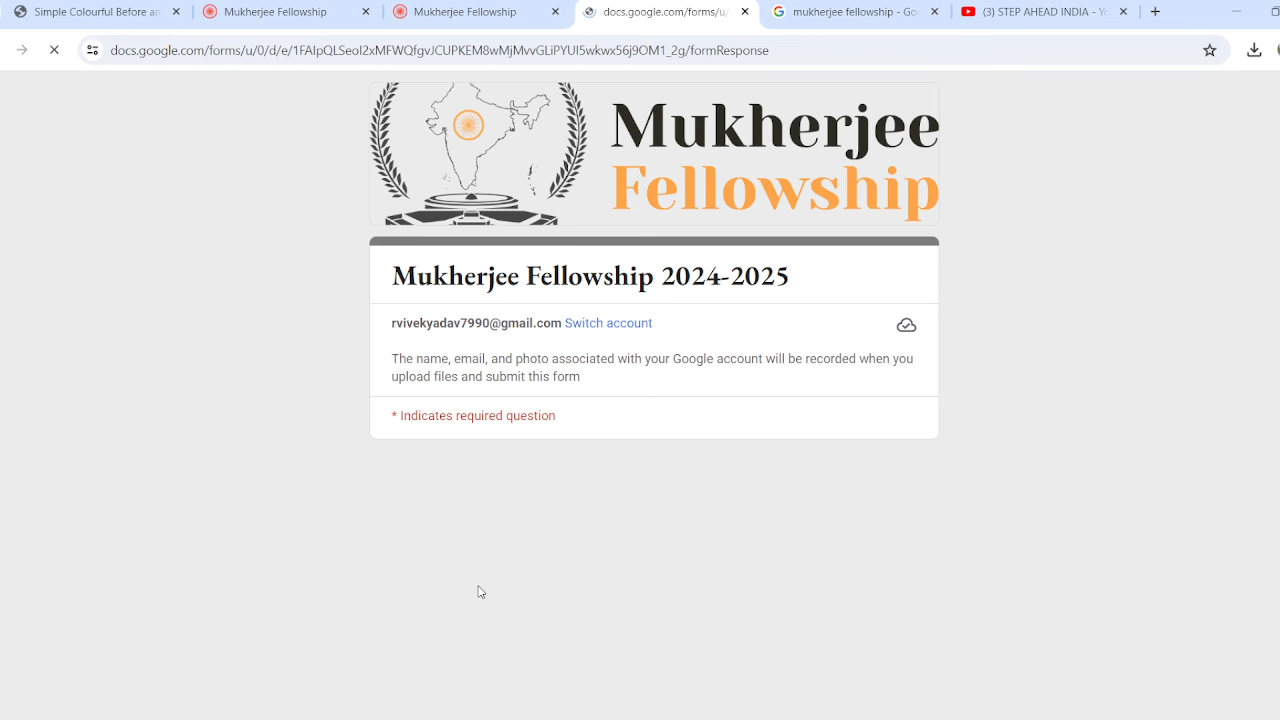 Simple Colourful Before an
Mukherjee Fellowship
Mukherjee Fellowship
docs.google.com/forms/u/
mukherjee fellowship - Go
(3) STEP AHEAD INDIA - Yo
docs.google.com/forms/u/0/d/e/1FAIpQLSeoI2xMFWQfgvJCUPKEM8wMjMvvGLiPYUI5wkwx56j9OM1_2g/formResponse
Mukherjee
Fellowship
Mukherjee Fellowship 2024-2025
rvivekyadav7990@gmail.com Switch account
The name, email, and photo associated with your Google account will be recorded when you
upload files and submit this form
* Indicates required question